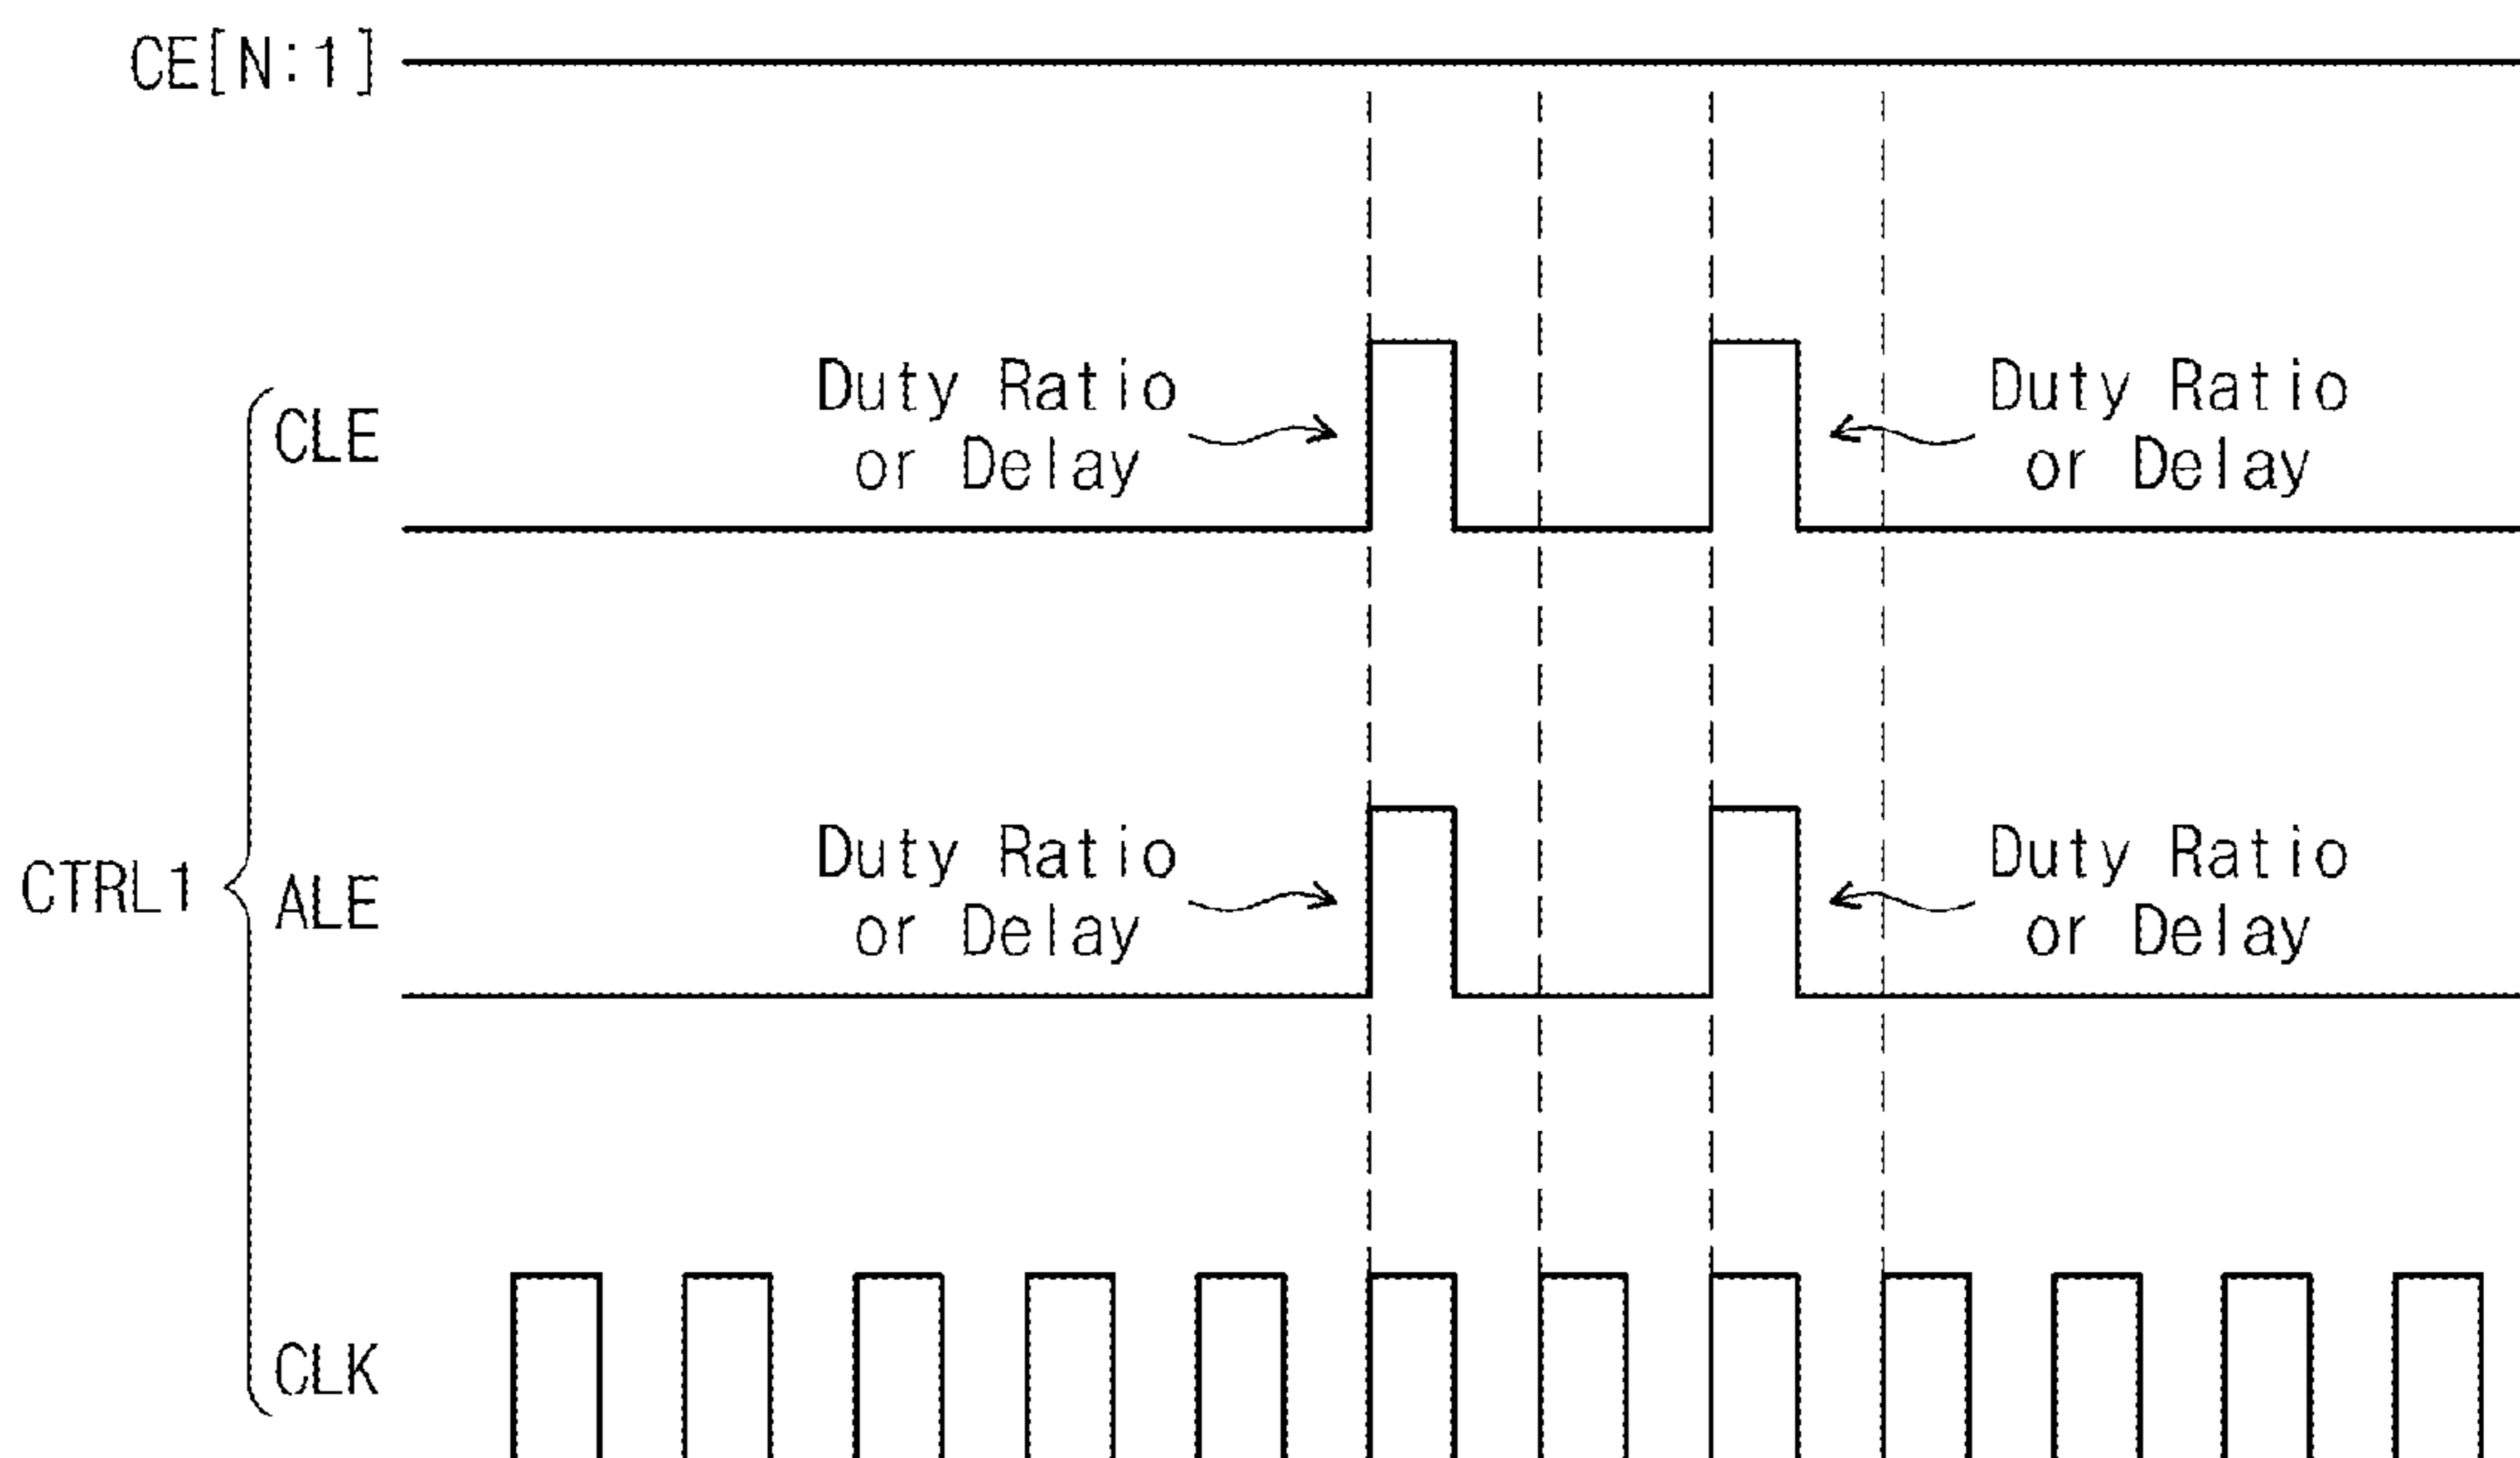 CE[N:1]
Duty Ratio
or Delay
Duty Ratio
or Delay
CLE
Duty Ratio
or Delay
Duty Ratio
or Delay
CTRL1
ALE
CLK